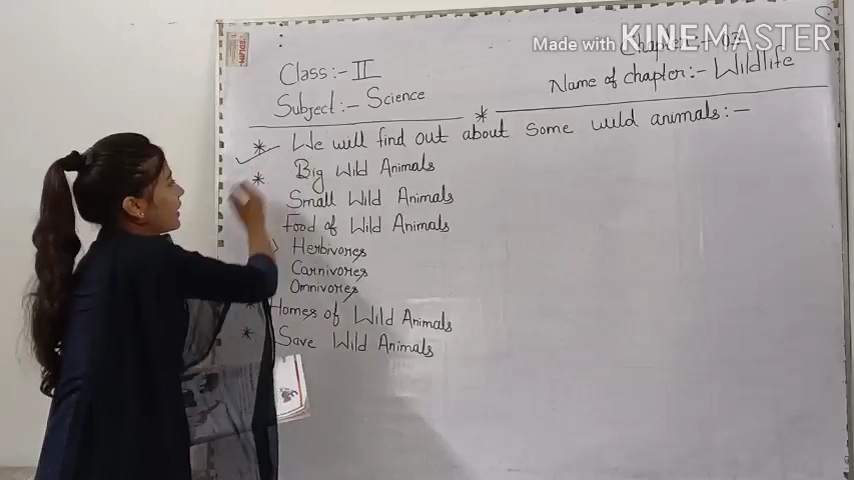 Made with KINEMASTER
Chapter:- 03
Class:- II
Name of chapter:- Wildlife
Subject:- Science
* We will find out about some wild animals:-
* Big Wild Animals
Small Wild Animals
Food of Wild Animals
Herbivores
Carnivores
Omnivores
Homes of Wild Animals
* Save Wild Animals